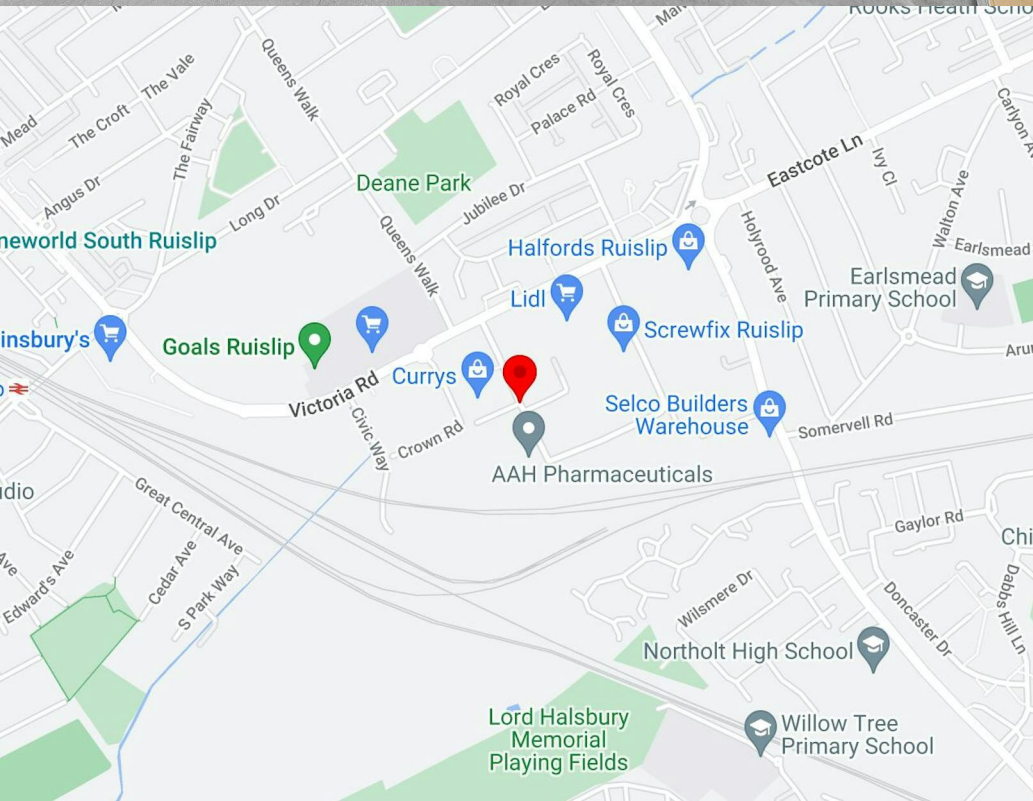 Rooks Heath Scho
Queens Walk
The Vale
Royal Cres
Royal Cres
Mead
The Croft
Palace Rd
Carlyon A
The Fairway
Eastcote Ln
Ivy Cl
Deane Park
Walton Ave
Angus Dr
Long Dr
Jubilee Dr
neworld South Ruislip
Queens Walk
Halfords Ruislip
Holyrood Ave
Earlsmead
Earlsmead
Primary School
Lidl
insbury's
Goals Ruislip
Screwfix Ruislip
Arun
Victoria Rd
Currys
Selco Builders
Warehouse
Somervell Rd
Civic Way
Crown Rd
AAH Pharmaceuticals
udio
Great Central Ave
Gaylor Rd
Chi
Ave
Edward's Ave
Cedar Ave
S Park Way
Wilsmere Dr
Doncaster Dr
Dabbs Hill Ln
Northolt High School
Lord Halsbury
Memorial
Playing Fields
Willow Tree
Primary School